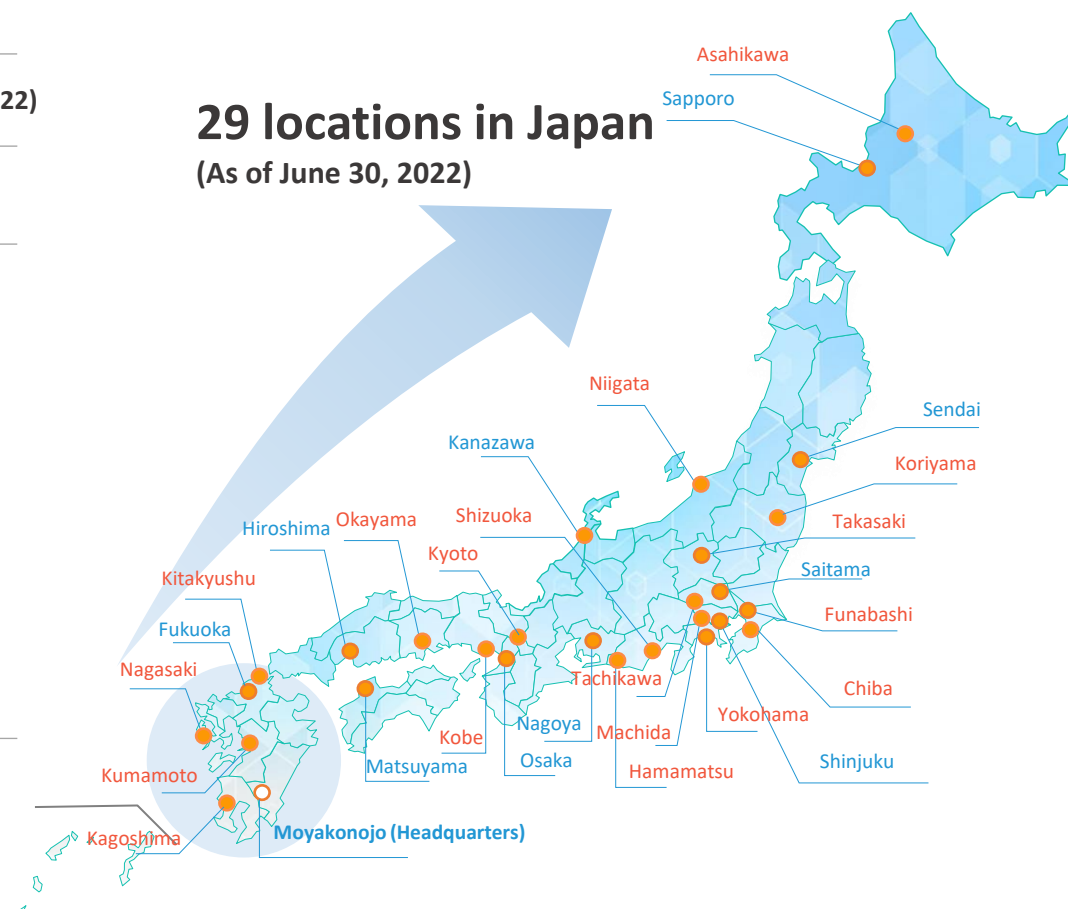 22)
29 locations in Japan
(As of June 30, 2022)
Asahikawa
Sapporo
Niigata
Sendai
Kanazawa
Koriyama
Shizuoka
Okayama
Hiroshima
Takasaki
Kyoto
Saitama
Kitakyushu
Funabashi
Fukuoka
Nagasaki
Tachikawa
Chiba
Yokohama
Nagoya
Machida
Kobe
Osaka
Shinjuku
Matsuyama
Hamamatsu
Kumamoto
Kagoshima
Moyakonojo (Headquarters)